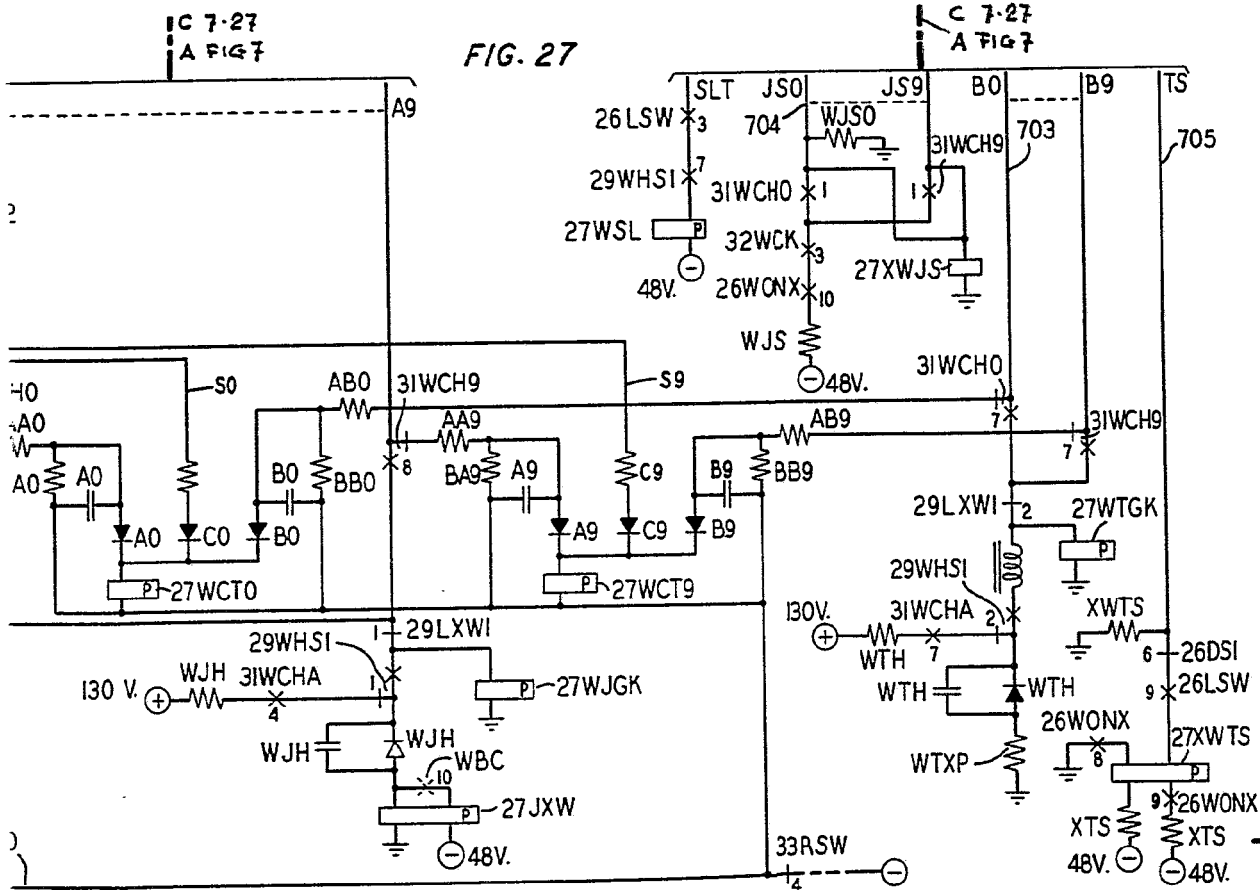 C 7·27
A FIG 7
FIG. 27
C 7·27
A FIG 7
A9
SLT
JS0
JS9
B0
B9
TS
26LSW
3
704
WJS0
31WCH9
703
705
29WHS1
7
31WCH0
1
1
27WSL
P
32WCK
3
27XWJS
48V.
26WONX
10
WJS
48V.
2
H0
S0
AB0
31WCH9
S9
31WCH0
AA0
AA9
AB9
7
31WCH9
7
8
A0
A0
B0
BB0
BA9
A9
C9
B9
BB9
29LXW1
2
27WTGK
P
A0
C0
B0
A9
C9
B9
P
27WCT0
P
27WCT9
29WHS1
130V.
31WCHA
2
XWTS
1
29LXW1
29WHS1
WTH
7
6
26DS1
WJH
31WCHA
1
27WJGK
P
130 V.
4
WTH
WTH
9
26LSW
26WONX
8
27XWTS
P
WJH
WJH
WBC
10
WTXP
9
26WONX
27JXW
P
XTS
XTS
48V.
33RSW
4
48V.
48V.